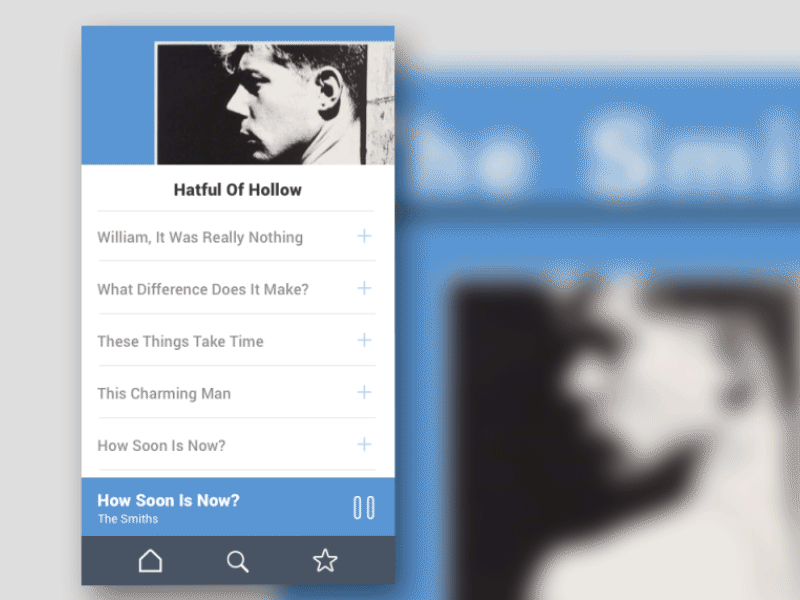 Hatful Of Hollow
William, It Was Really Nothing
What Difference Does It Make?
These Things Take Time
This Charming Man
How Soon Is Now?
How Soon Is Now?
The Smiths
he Smi